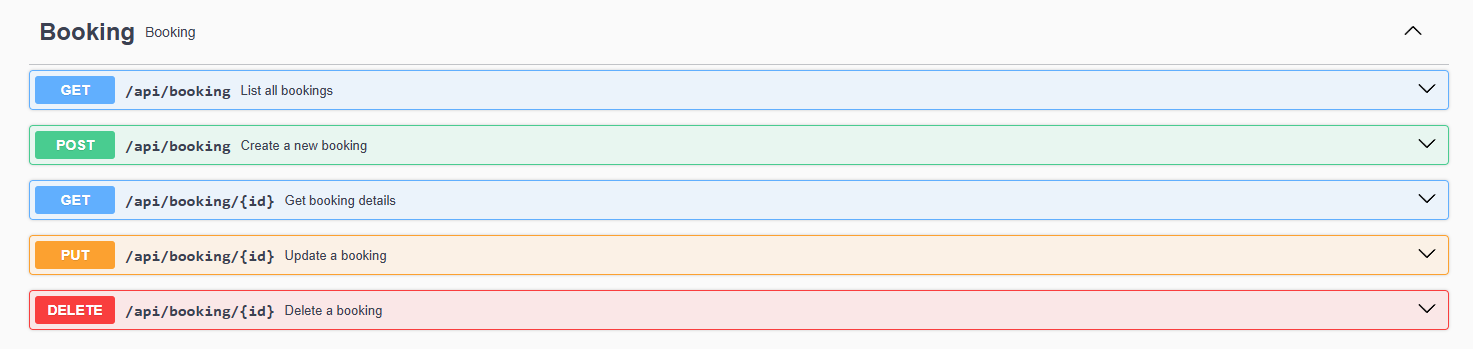 Booking Booking
GET /api/booking List all bookings
POST /api/booking Create a new booking
GET /api/booking/{id} Get booking details
PUT /api/booking/{id} Update a booking
DELETE /api/booking/{id} Delete a booking